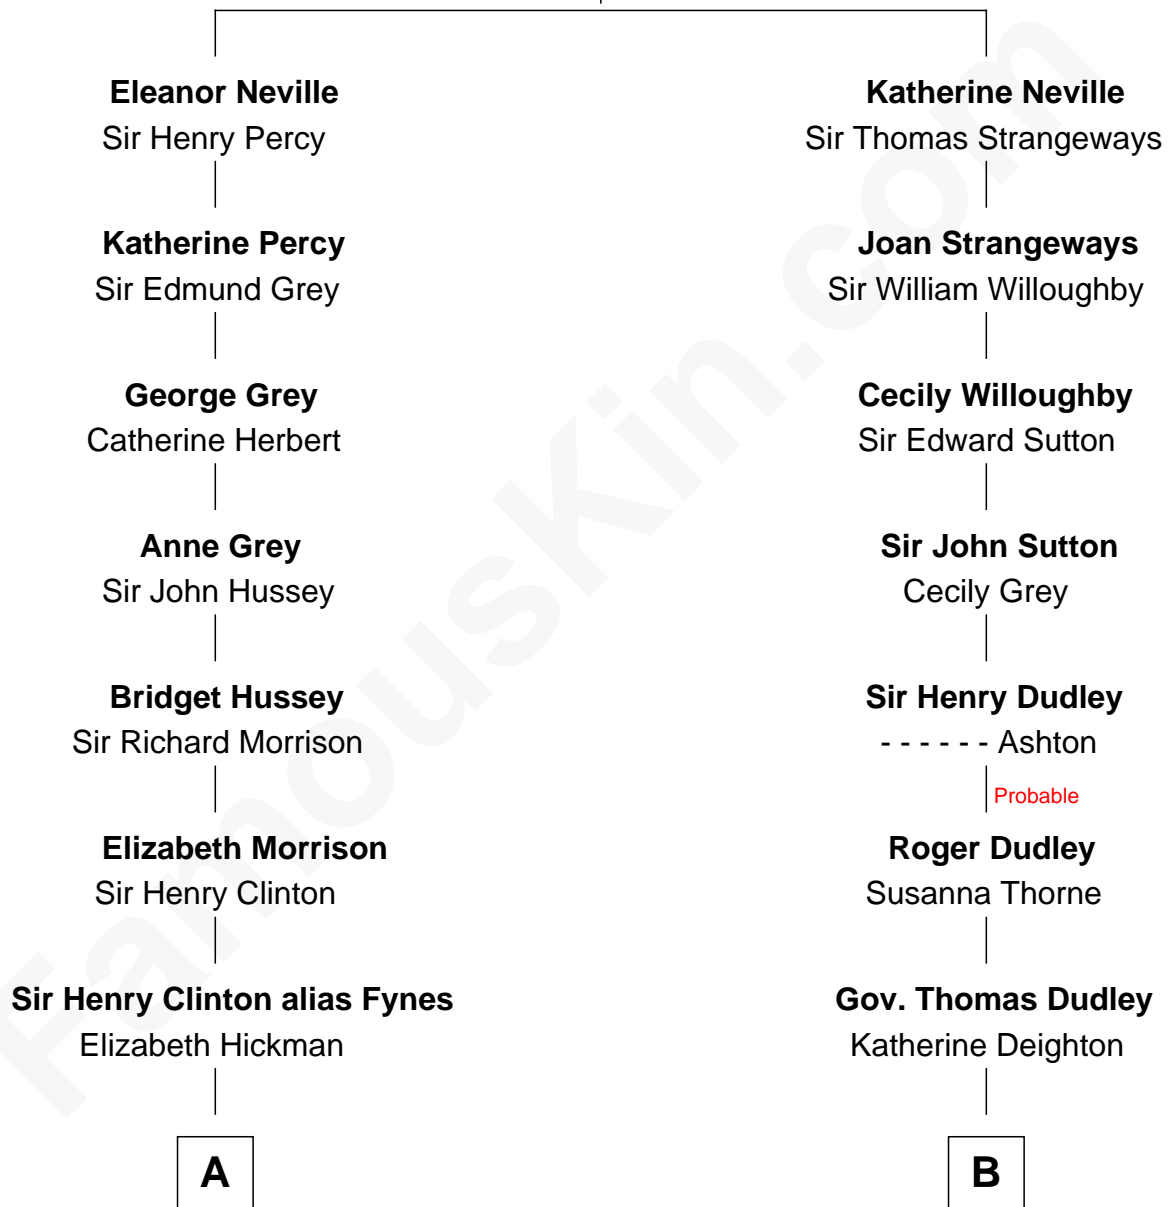 Eleanor Neville
Sir Henry Percy
Katherine Neville
Sir Thomas Strangeways
Katherine Percy
Sir Edmund Grey
Joan Strangeways
Sir William Willoughby
George Grey
Catherine Herbert
Cecily Willoughby
Sir Edward Sutton
Anne Grey
Sir John Hussey
Sir John Sutton
Cecily Grey
Bridget Hussey
Sir Richard Morrison
Sir Henry Dudley
- - - - - - Ashton
Probable
Elizabeth Morrison
Sir Henry Clinton
Roger Dudley
Susanna Thorne
Sir Henry Clinton alias Fynes
Elizabeth Hickman
Gov. Thomas Dudley
Katherine Deighton
A
B
FamousKin.com